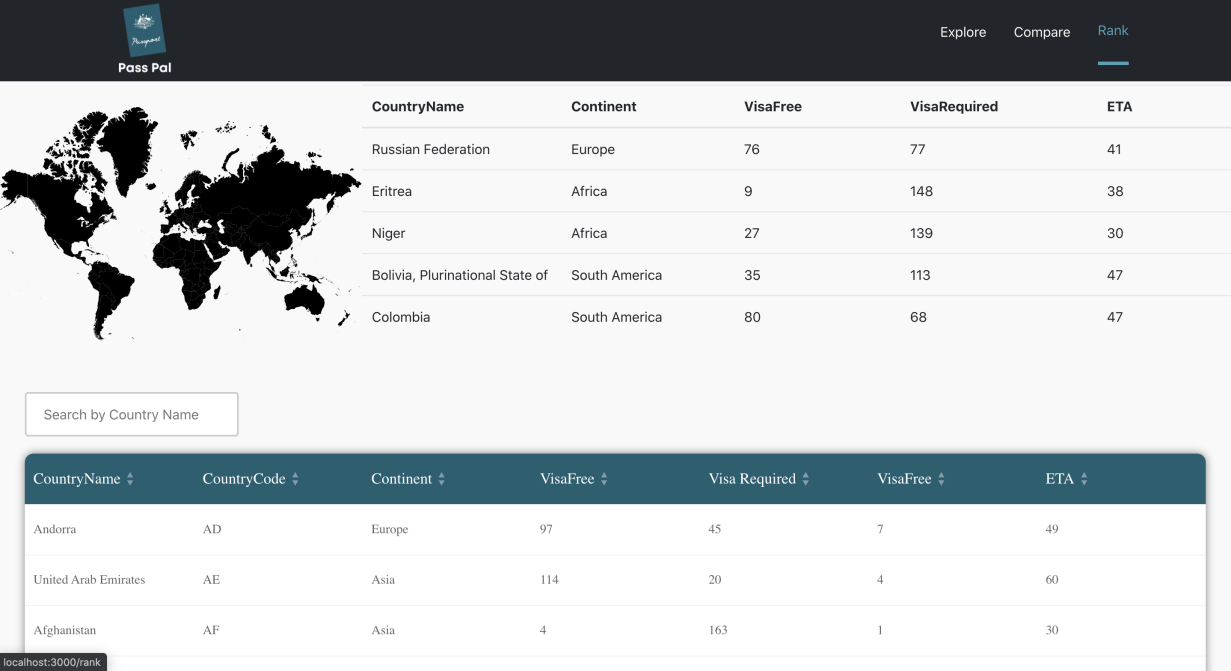 Passport
Pass Pal
Explore Compare Rank
CountryName Continent VisaFree VisaRequired ETA
Russian Federation Europe 76 77 41
Eritrea Africa 9 148 38
Niger Africa 27 139 30
Bolivia, Plurinational State of South America 35 113 47
Colombia South America 80 68 47
Search by Country Name
CountryName CountryCode Continent VisaFree Visa Required VisaFree ETA
Andorra AD Europe 97 45 7 49
United Arab Emirates AE Asia 114 20 4 60
Afghanistan AF Asia 4 163 1 30
localhost:3000/rank